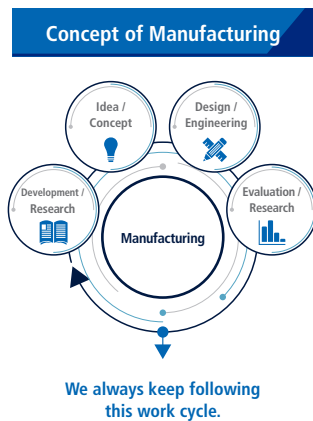 Concept of Manufacturing
Idea /
Concept
Design /
Engineering
Development /
Research
Evaluation /
Research
Manufacturing
We always keep following
this work cycle.